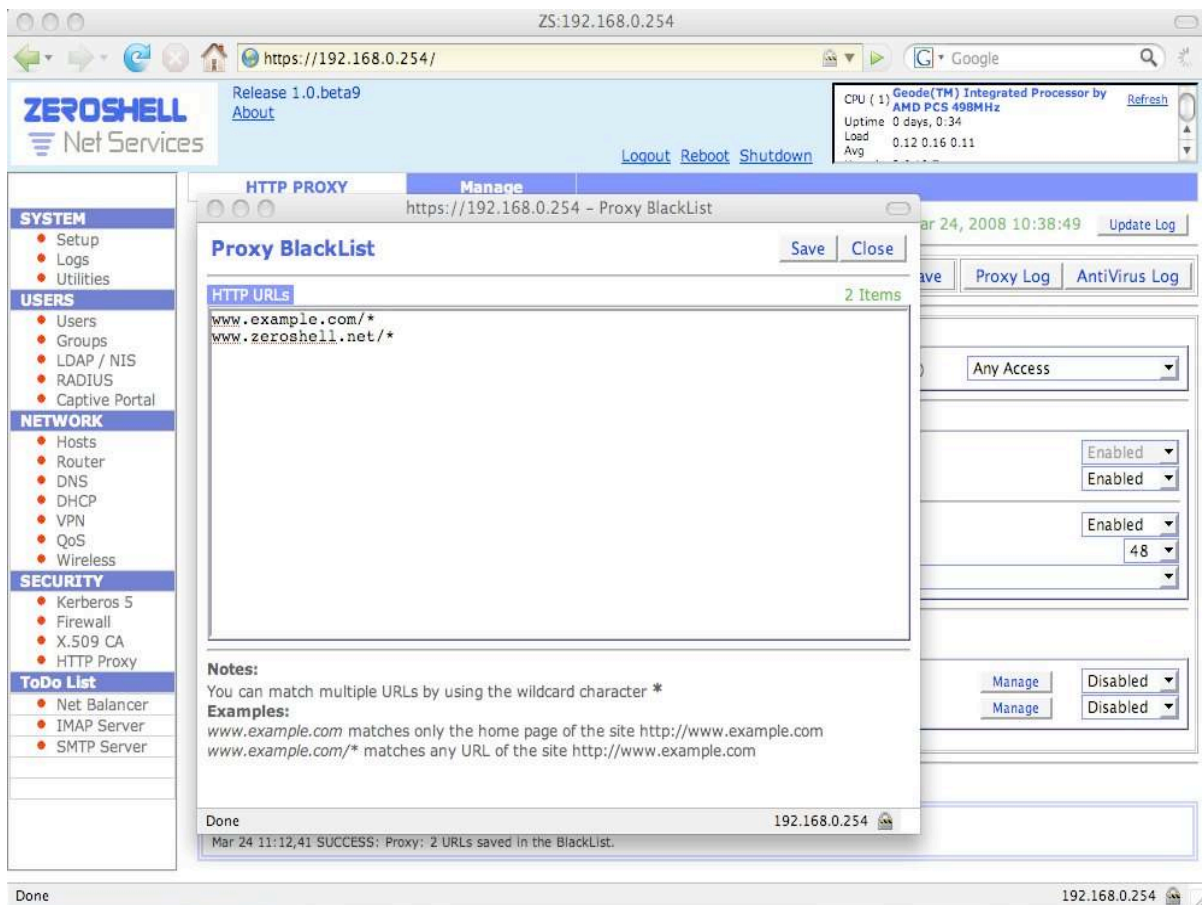 ZS:192.168.0.254
https://192.168.0.254/
G Google
ZEROSHELL
Net Services
Release 1.0.beta9
About
Logout Reboot Shutdown
CPU ( 1) Geode(TM) Integrated Processor by AMD PCS 498MHz
Refresh
Uptime 0 days, 0:34
Load Avg 0.12 0.16 0.11
HTTP PROXY Manage
SYSTEM
Setup
Logs
Utilities
USERS
Users
Groups
LDAP / NIS
RADIUS
Captive Portal
NETWORK
Hosts
Router
DNS
DHCP
VPN
QoS
Wireless
SECURITY
Kerberos 5
Firewall
X.509 CA
HTTP Proxy
ToDo List
Net Balancer
IMAP Server
SMTP Server
https://192.168.0.254 – Proxy BlackList
Proxy BlackList Save Close
HTTP URLs 2 Items
www.example.com/*
www.zeroshell.net/*
Notes:
You can match multiple URLs by using the wildcard character *
Examples:
www.example.com matches only the home page of the site http://www.example.com
www.example.com/* matches any URL of the site http://www.example.com
Done 192.168.0.254
ar 24, 2008 10:38:49 Update Log
ave Proxy Log AntiVirus Log
) Any Access
Enabled
Enabled
Enabled
48
Manage Disabled
Manage Disabled
Mar 24 11:12,41 SUCCESS: Proxy: 2 URLs saved in the BlackList.
Done 192.168.0.254